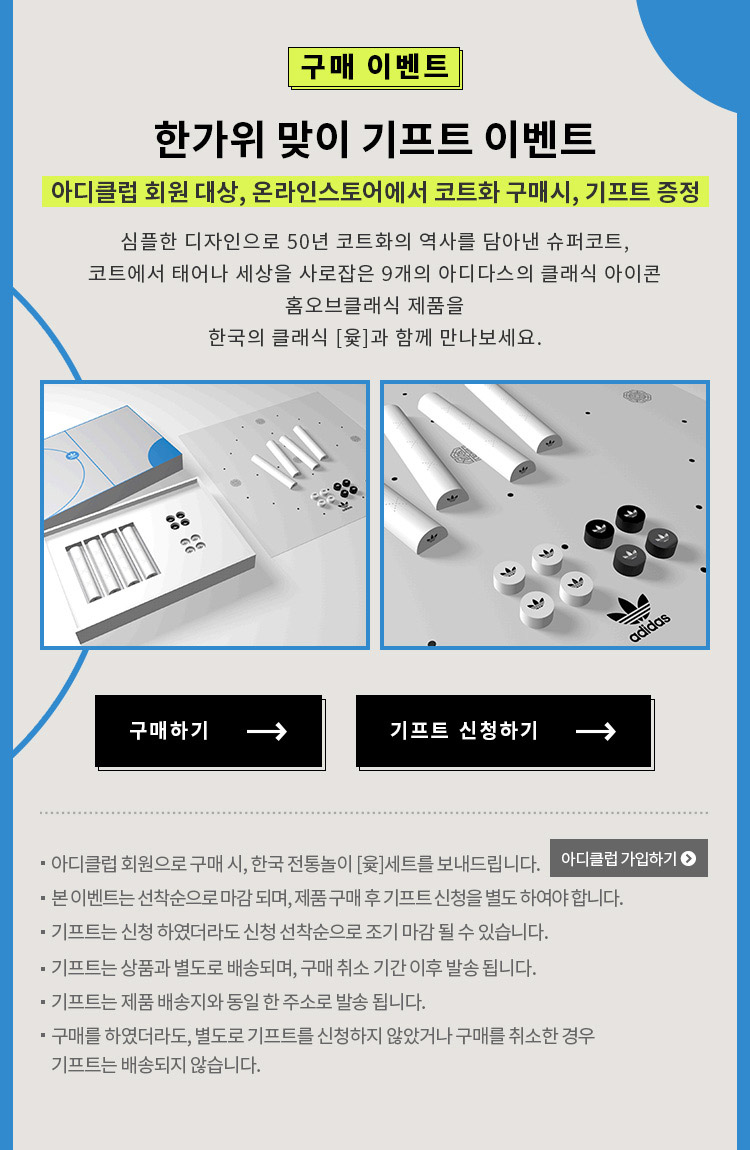 구매 이벤트
한가위 맞이 기프트 이벤트
아디클럽 회원 대상, 온라인스토어에서 코트화 구매시, 기프트 증정
심플한 디자인으로 50년 코트화의 역사를 담아낸 슈퍼코트,
코트에서 태어나 세상을 사로잡은 9개의 아디다스의 클래식 아이콘
홈오브클래식 제품을
한국의 클래식 [윷]과 함께 만나보세요.
adidas
구매하기
기프트 신청하기
아디클럽 회원으로 구매 시, 한국 전통놀이 [윷]세트를 보내드립니다. 아디클럽 가입하기
본 이벤트는 선착순으로 마감 되며, 제품 구매 후 기프트 신청을 별도 하여야 합니다.
기프트는 신청 하였더라도 신청 선착순으로 조기 마감 될 수 있습니다.
기프트는 상품과 별도로 배송되며, 구매 취소 기간 이후 발송 됩니다.
기프트는 제품 배송지와 동일 한 주소로 발송 됩니다.
구매를 하였더라도, 별도로 기프트를 신청하지 않았거나 구매를 취소한 경우
기프트는 배송되지 않습니다.